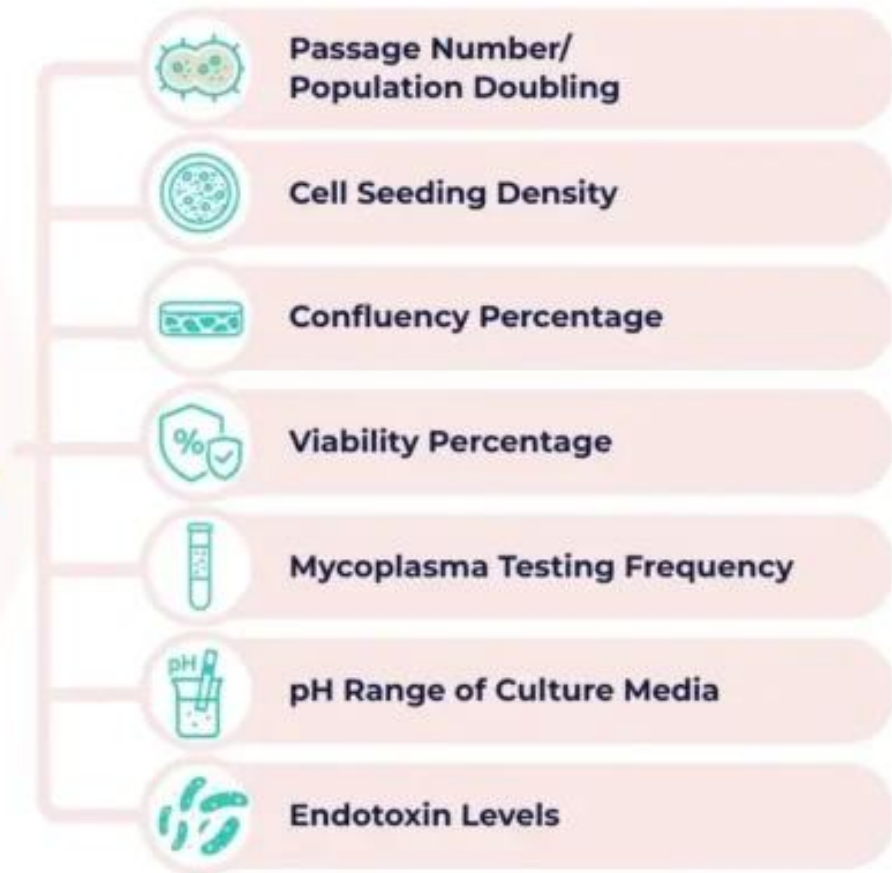 Passage Number/
Population Doubling
Cell Seeding Density
Confluency Percentage
%
Viability Percentage
Mycoplasma Testing Frequency
pH
pH Range of Culture Media
Endotoxin Levels